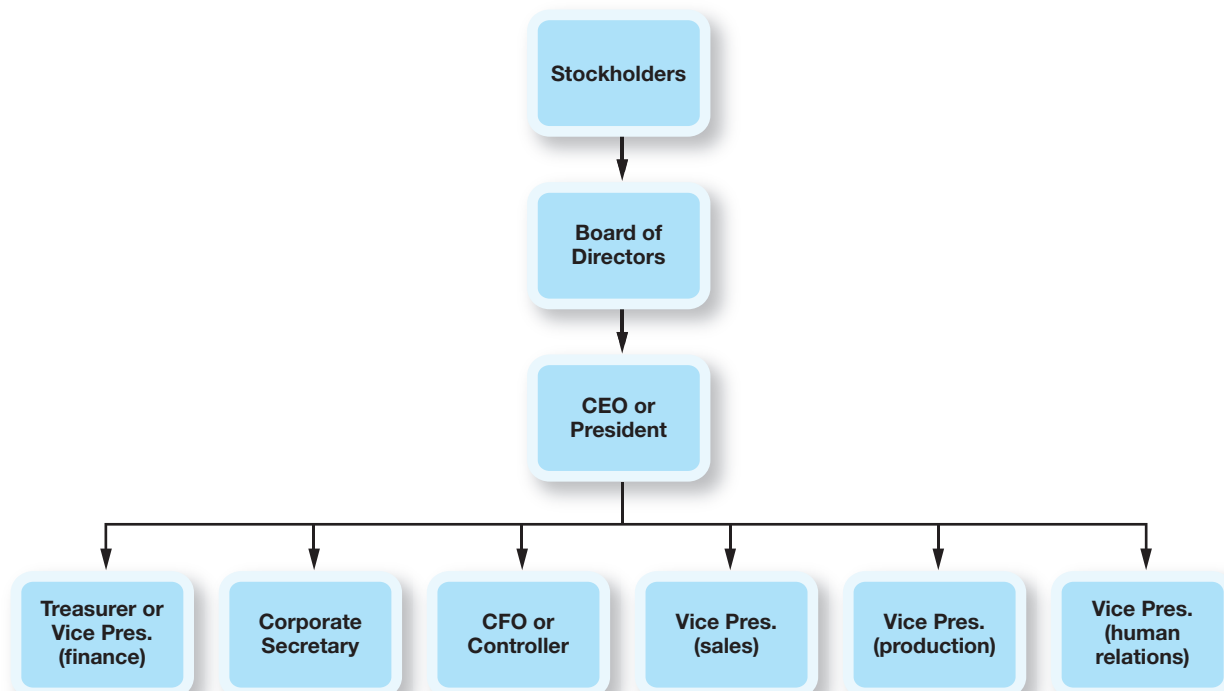 Stockholders
Board of
Directors
CEO or
President
Treasurer or
Vice Pres.
(finance)
Corporate
Secretary
CFO or
Controller
Vice Pres.
(sales)
Vice Pres.
(production)
Vice Pres.
(human
relations)